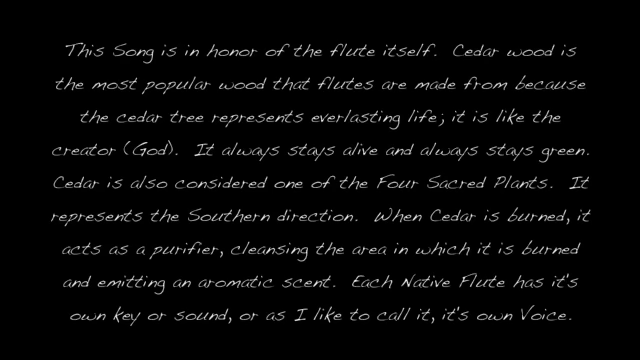 This Song is in honor of the flute itself. Cedar wood is
the most popular wood that flutes are made from because
the cedar tree represents everlasting life; it is like the
creator (God). It always stays alive and always stays green.
Cedar is also considered one of the Four Sacred Plants. It
represents the Southern direction. When Cedar is burned, it
acts as a purifier, cleansing the area in which it is burned
and emitting an aromatic scent. Each Native Flute has it's
own key or sound, or as I like to call it, it's own Voice.